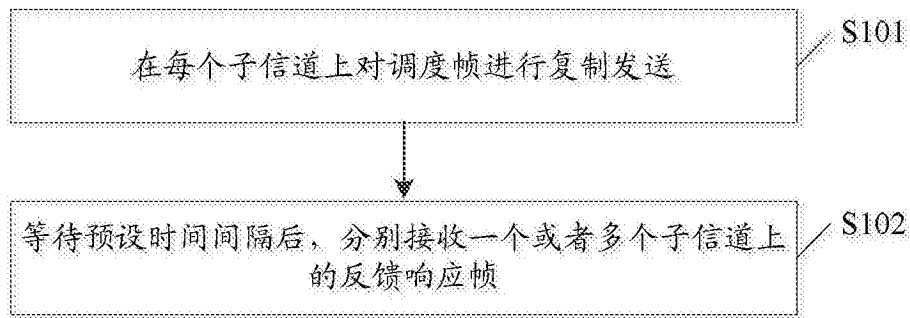 在每个子信道上对调度帧进行复制发送
S101
等待预设时间间隔后，分别接收一个或者多个子信道上
的反馈响应帧
S102